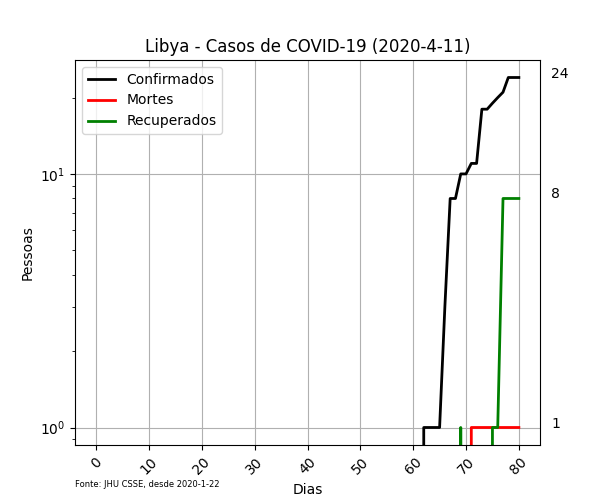 Libya - Casos de COVID-19 (2020-4-11)
Confirmados
Mortes
Recuperados
24
8
1
10¹
10⁰
Pessoas
0 10 20 30 40 50 60 70 80
Fonte: JHU CSSE, desde 2020-1-22
Dias